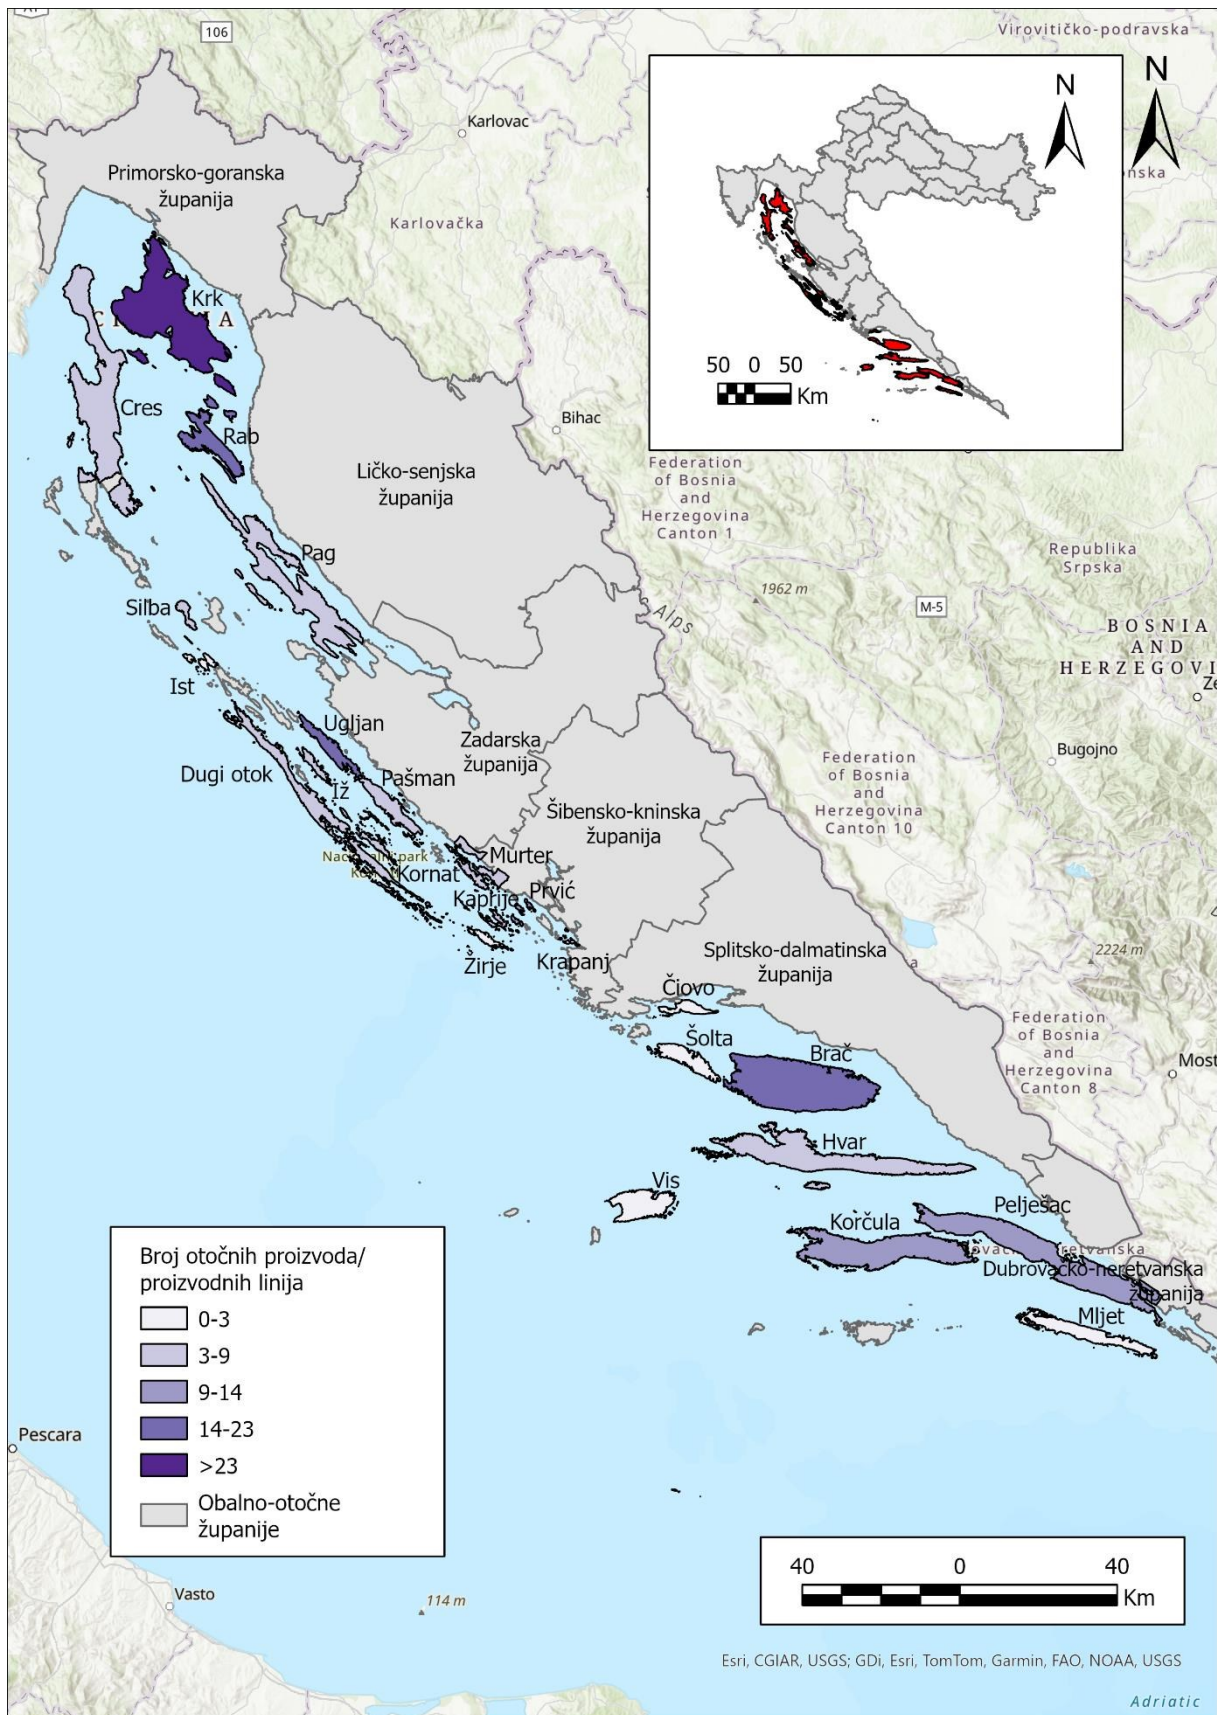 A1
106
Virovitičko-podravska
Karlovac
Primorsko-goranska
županija
Karlovačka
N
N
50 0 50
Km
Krk
Cres
Rab
Bihac
Ličko-senjska
županija
Federation
of Bosnia
and
Herzegovina
Canton 1
Republika
Srpska
Pag
1962 m
Alps
M-5
Silba
BOSNIA
AND
HERZEGOVI
Ist
Ugljan
Zadarska
županija
Bugojno
Dugi otok
Pašman
Iž
Federation
of Bosnia
and
Herzegovina
Canton 10
Šibensko-kninska
županija
Murter
Kornat
Kaprije
Prvić
Žirje
Krapanj
Splitsko-dalmatinska
županija
2224 m
Čiovo
Šolta
Brač
Federation
of Bosnia
and
Herzegovina
Canton 8
Most
Hvar
Vis
Pelješac
Korčula
Dubrovačko-neretvanska
županija
Mljet
Broj otočnih proizvoda/
proizvodnih linija
0-3
3-9
9-14
14-23
>23
Obalno-otočne
županije
Pescara
Vasto
114 m
40 0 40
Km
Esri, CGIAR, USGS; GDi, Esri, TomTom, Garmin, FAO, NOAA, USGS
Adriatic